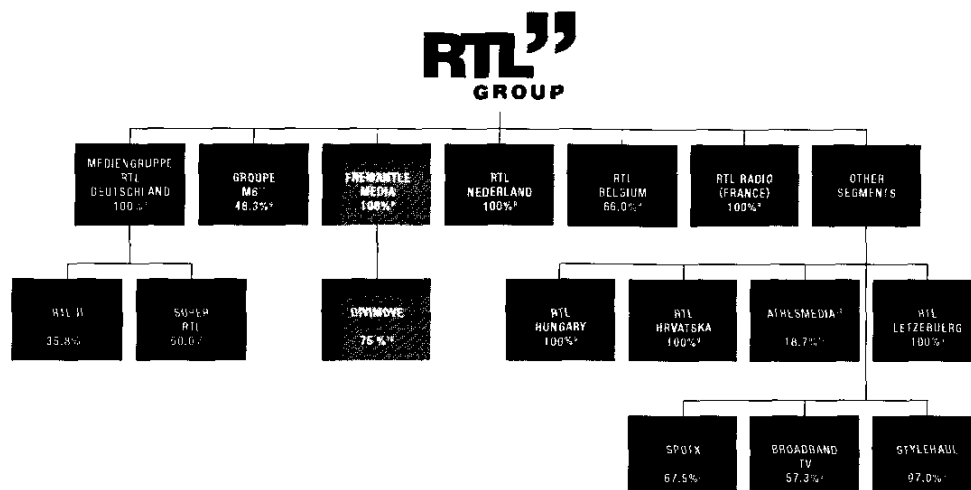 RTL
GROUP
MEDIENGRUPPE
RTL
DEUTSCHLAND
100%
GROUPE
M6
48.3%
FREMANTLE
MEDIA
100%
RTL
NEDERLAND
100%
RTL
BELGIUM
66.0%
RTL RADIO
(FRANCE)
100%
OTHER
SEGMENTS
RTL II
35.8%
SUPER
RTL
50.0
DIVIMOVE
75%
RTL
HUNGARY
100%
RTL
HRVATSKA
100%
ATRESMEDIA
18.7%
RTL
LËTZEBUERG
100%
SPOTX
67.5%
BROADBAND
TV
57.3%
STYLEHAUL
97.0%